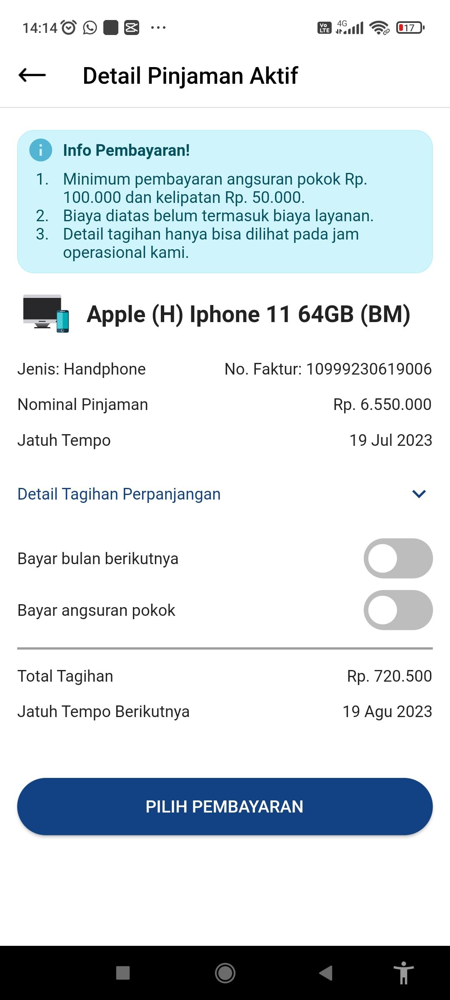 14:14
Vo LTE 4G 17
Detail Pinjaman Aktif
Info Pembayaran!
1. Minimum pembayaran angsuran pokok Rp.
100.000 dan kelipatan Rp. 50.000.
2. Biaya diatas belum termasuk biaya layanan.
3. Detail tagihan hanya bisa dilihat pada jam
operasional kami.
Apple (H) Iphone 11 64GB (BM)
Jenis: Handphone No. Faktur: 10999230619006
Nominal Pinjaman Rp. 6.550.000
Jatuh Tempo 19 Jul 2023
Detail Tagihan Perpanjangan
Bayar bulan berikutnya
Bayar angsuran pokok
Total Tagihan Rp. 720.500
Jatuh Tempo Berikutnya 19 Agu 2023
PILIH PEMBAYARAN